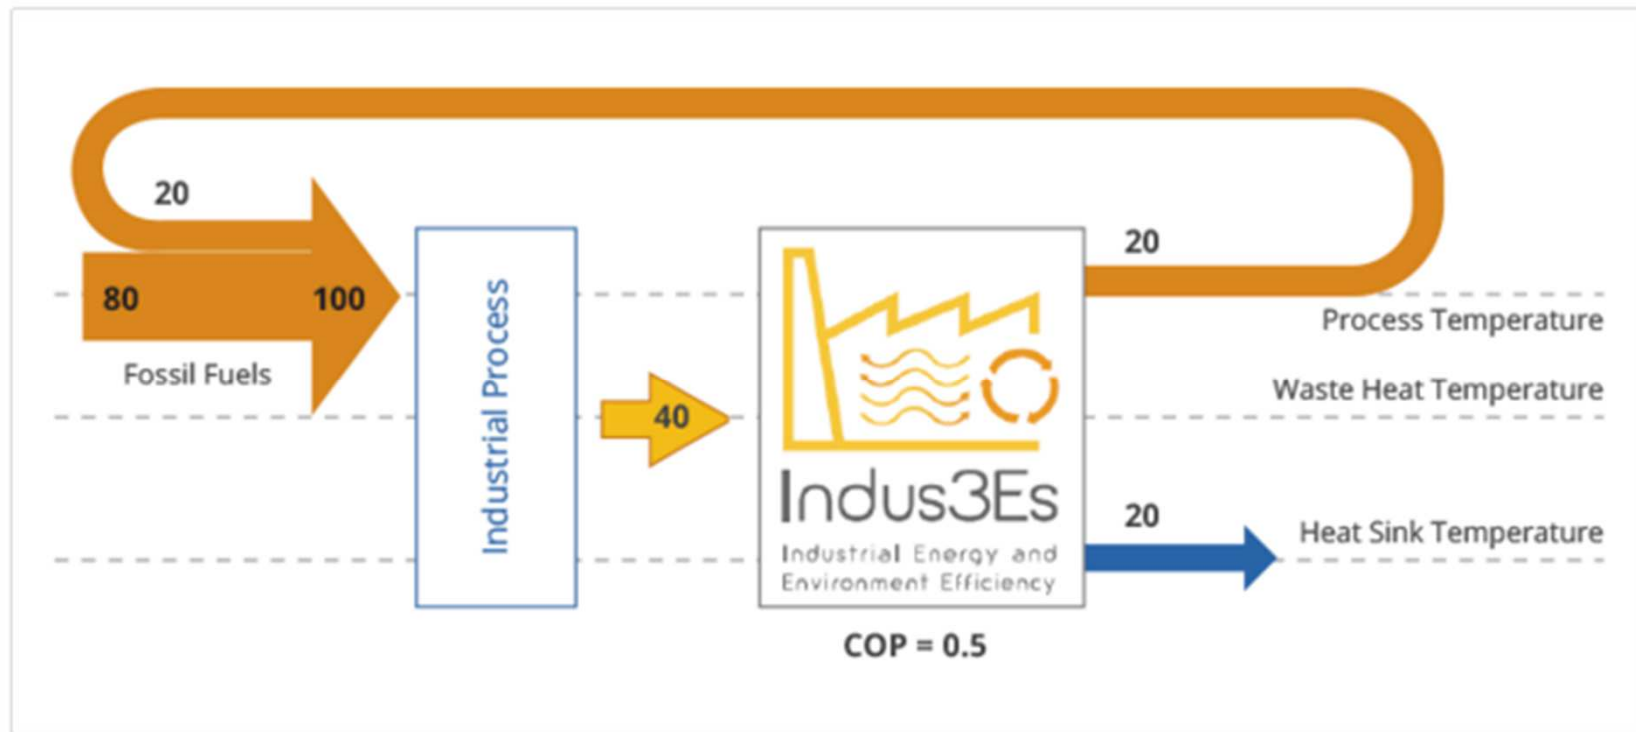 20
20
80
100
Process Temperature
Fossil Fuels
Industrial Process
Waste Heat Temperature
40
Indus3Es
20
Heat Sink Temperature
Industrial Energy and
Environment Efficiency
COP = 0.5